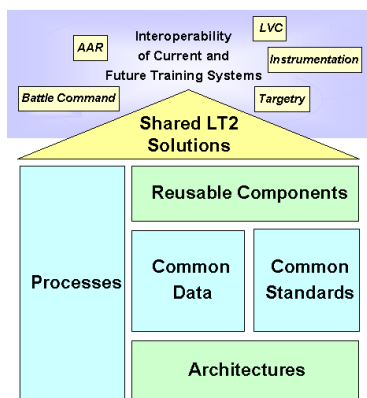 LVC
Interoperability
of Current and
Future Training Systems
AAR
Instrumentation
Battle Command
Targetry
Shared LT2
Solutions
Processes
Reusable Components
Common
Data
Common
Standards
Architectures